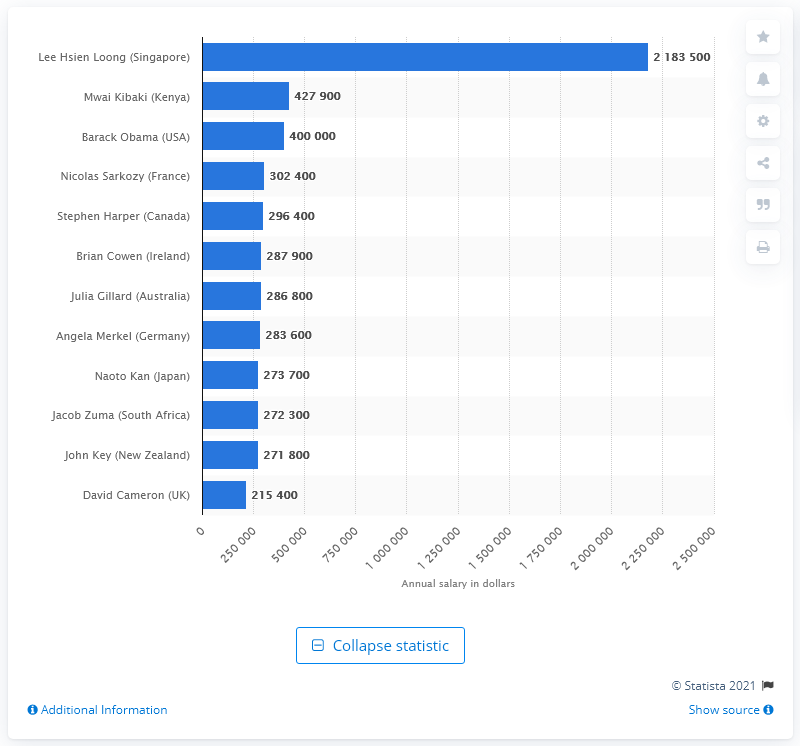 Lee Hsien Loong (Singapore) 2 183 500
Mwai Kibaki (Kenya) 427 900
Barack Obama (USA) 400 000
Nicolas Sarkozy (France) 302 400
Stephen Harper (Canada) 296 400
Brian Cowen (Ireland) 287 900
Julia Gillard (Australia) 286 800
Angela Merkel (Germany) 283 600
Naoto Kan (Japan) 273 700
Jacob Zuma (South Africa) 272 300
John Key (New Zealand) 271 800
David Cameron (UK) 215 400
0 250 000 500 000 750 000 1 000 000 1 250 000 1 500 000 1 750 000 2 000 000 2 250 000 2 500 000
Annual salary in dollars
Collapse statistic
© Statista 2021
Additional Information Show source